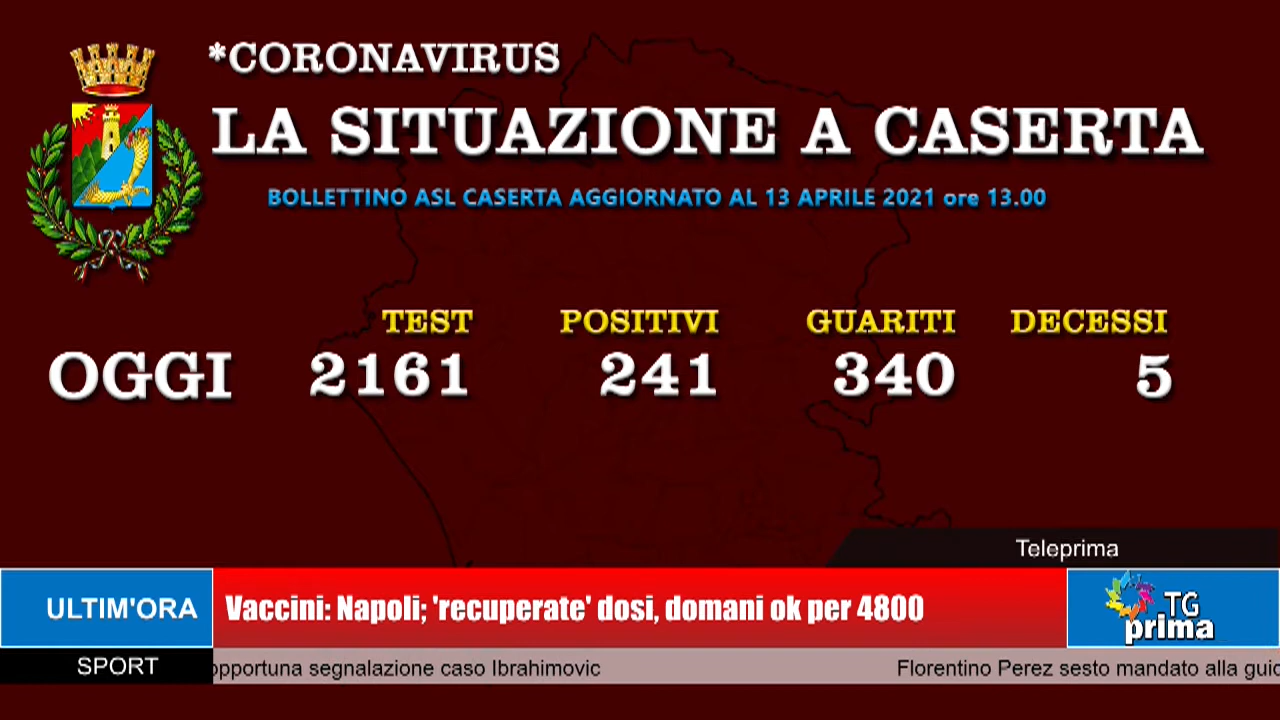 *CORONAVIRUS
LA SITUAZIONE A CASERTA
BOLLETTINO ASL CASERTA AGGIORNATO AL 13 APRILE 2021 ore 13.00
TEST POSITIVI GUARITI DECESSI
OGGI 2161 241 340 5
Teleprima
ULTIM'ORA Vaccini: Napoli; 'recuperate' dosi, domani ok per 4800
TG
prima
SPORT opportuna segnalazione caso Ibrahimovic Florentino Perez sesto mandato alla